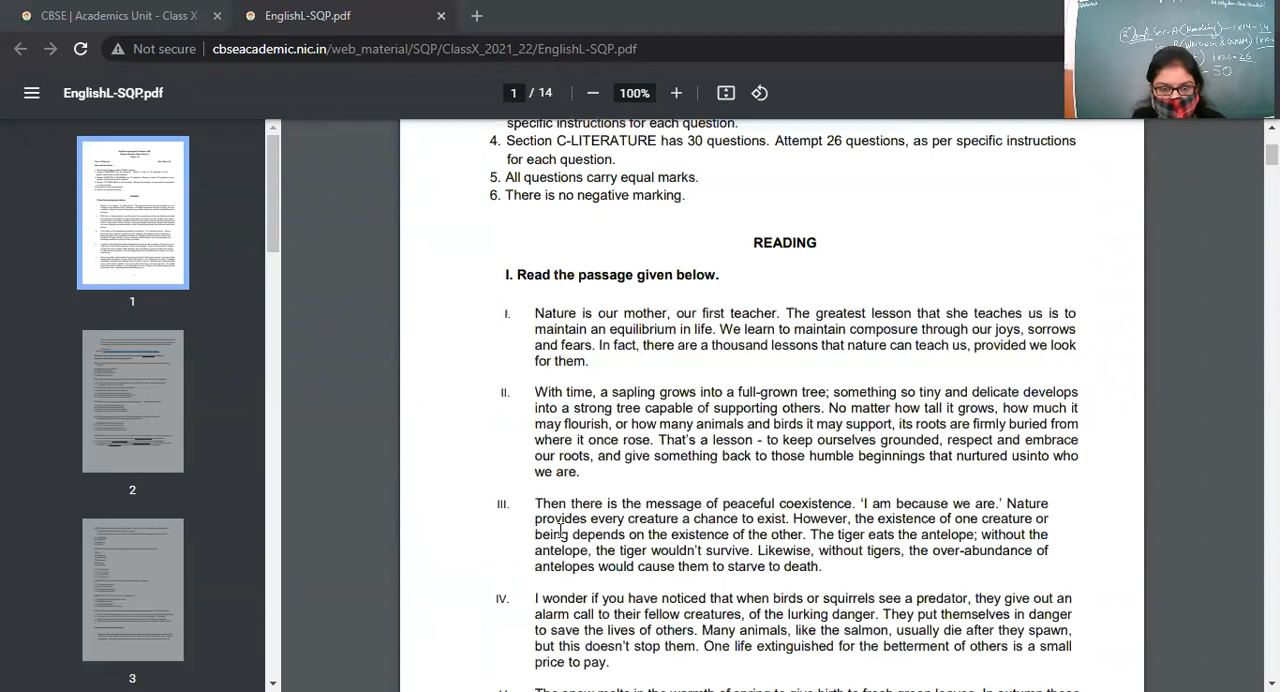 CBSE | Academics Unit - Class X
EnglishL-SQP.pdf
Not secure
cbseacademic.nic.in/web_material/SQP/ClassX_2021_22/EnglishL-SQP.pdf
EnglishL-SQP.pdf
1 / 14
100%
1
2
3
specific instructions for each question.
4. Section C-LITERATURE has 30 questions. Attempt 26 questions, as per specific instructions
for each question.
5. All questions carry equal marks.
6. There is no negative marking.
READING
I. Read the passage given below.
I. Nature is our mother, our first teacher. The greatest lesson that she teaches us is to
maintain an equilibrium in life. We learn to maintain composure through our joys, sorrows
and fears. In fact, there are a thousand lessons that nature can teach us, provided we look
for them.
II. With time, a sapling grows into a full-grown tree; something so tiny and delicate develops
into a strong tree capable of supporting others. No matter how tall it grows, how much it
may flourish, or how many animals and birds it may support, its roots are firmly buried from
where it once rose. That's a lesson - to keep ourselves grounded, respect and embrace
our roots, and give something back to those humble beginnings that nurtured usinto who
we are.
III. Then there is the message of peaceful coexistence. 'I am because we are.' Nature
provides every creature a chance to exist. However, the existence of one creature or
being depends on the existence of the other. The tiger eats the antelope; without the
antelope, the tiger wouldn't survive. Likewise, without tigers, the over-abundance of
antelopes would cause them to starve to death.
IV. I wonder if you have noticed that when birds or squirrels see a predator, they give out an
alarm call to their fellow creatures, of the lurking danger. They put themselves in danger
to save the lives of others. Many animals, like the salmon, usually die after they spawn,
but this doesn't stop them. One life extinguished for the betterment of others is a small
price to pay.